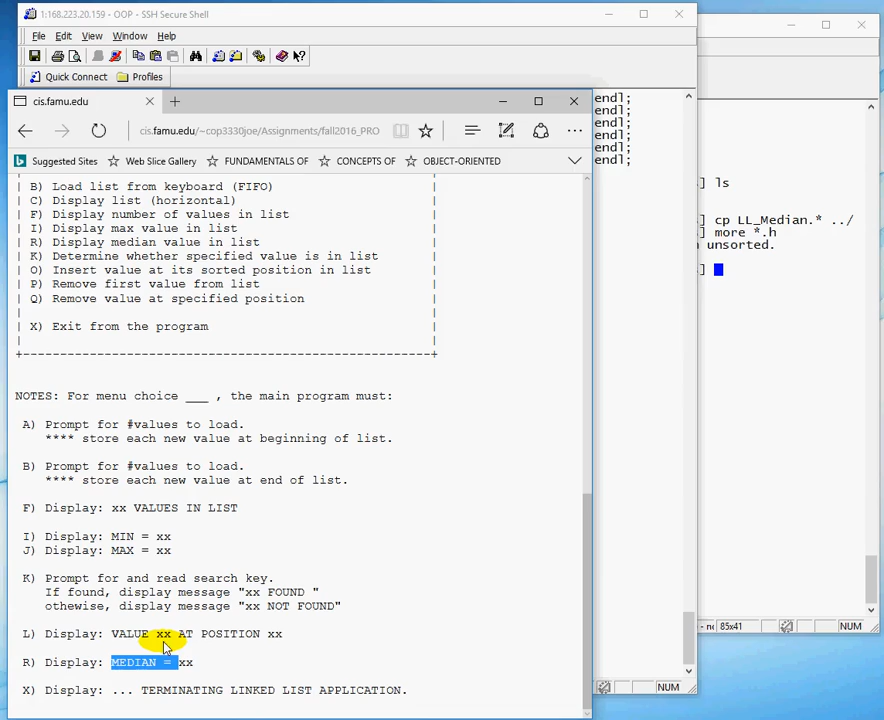 1:168.223.20.159 - OOP - SSH Secure Shell
File Edit View Window Help
Quick Connect Profiles
end];
end];
end];
end];
end];
end];
] ls
] cp LL_Median.* ../
] more *.h
n unsorted.
]
cis.famu.edu
cis.famu.edu/~cop3330joe/Assignments/fall2016_PRO
Suggested Sites Web Slice Gallery FUNDAMENTALS OF CONCEPTS OF OBJECT-ORIENTED
| B) Load list from keyboard (FIFO) |
| C) Display list (horizontal) |
| F) Display number of values in list |
| I) Display max value in list |
| R) Display median value in list |
| K) Determine whether specified value is in list |
| O) Insert value at its sorted position in list |
| P) Remove first value from list |
| Q) Remove value at specified position |
| |
| X) Exit from the program |
| |
+-------------------------------------------------------+
NOTES: For menu choice ___ , the main program must:
A) Prompt for #values to load.
**** store each new value at beginning of list.
B) Prompt for #values to load.
**** store each new value at end of list.
F) Display: xx VALUES IN LIST
I) Display: MIN = xx
J) Display: MAX = xx
K) Prompt for and read search key.
If found, display message "xx FOUND "
othewise, display message "xx NOT FOUND"
L) Display: VALUE xx AT POSITION xx
R) Display: MEDIAN = xx
X) Display: ... TERMINATING LINKED LIST APPLICATION.
NUM
85x41
NUM